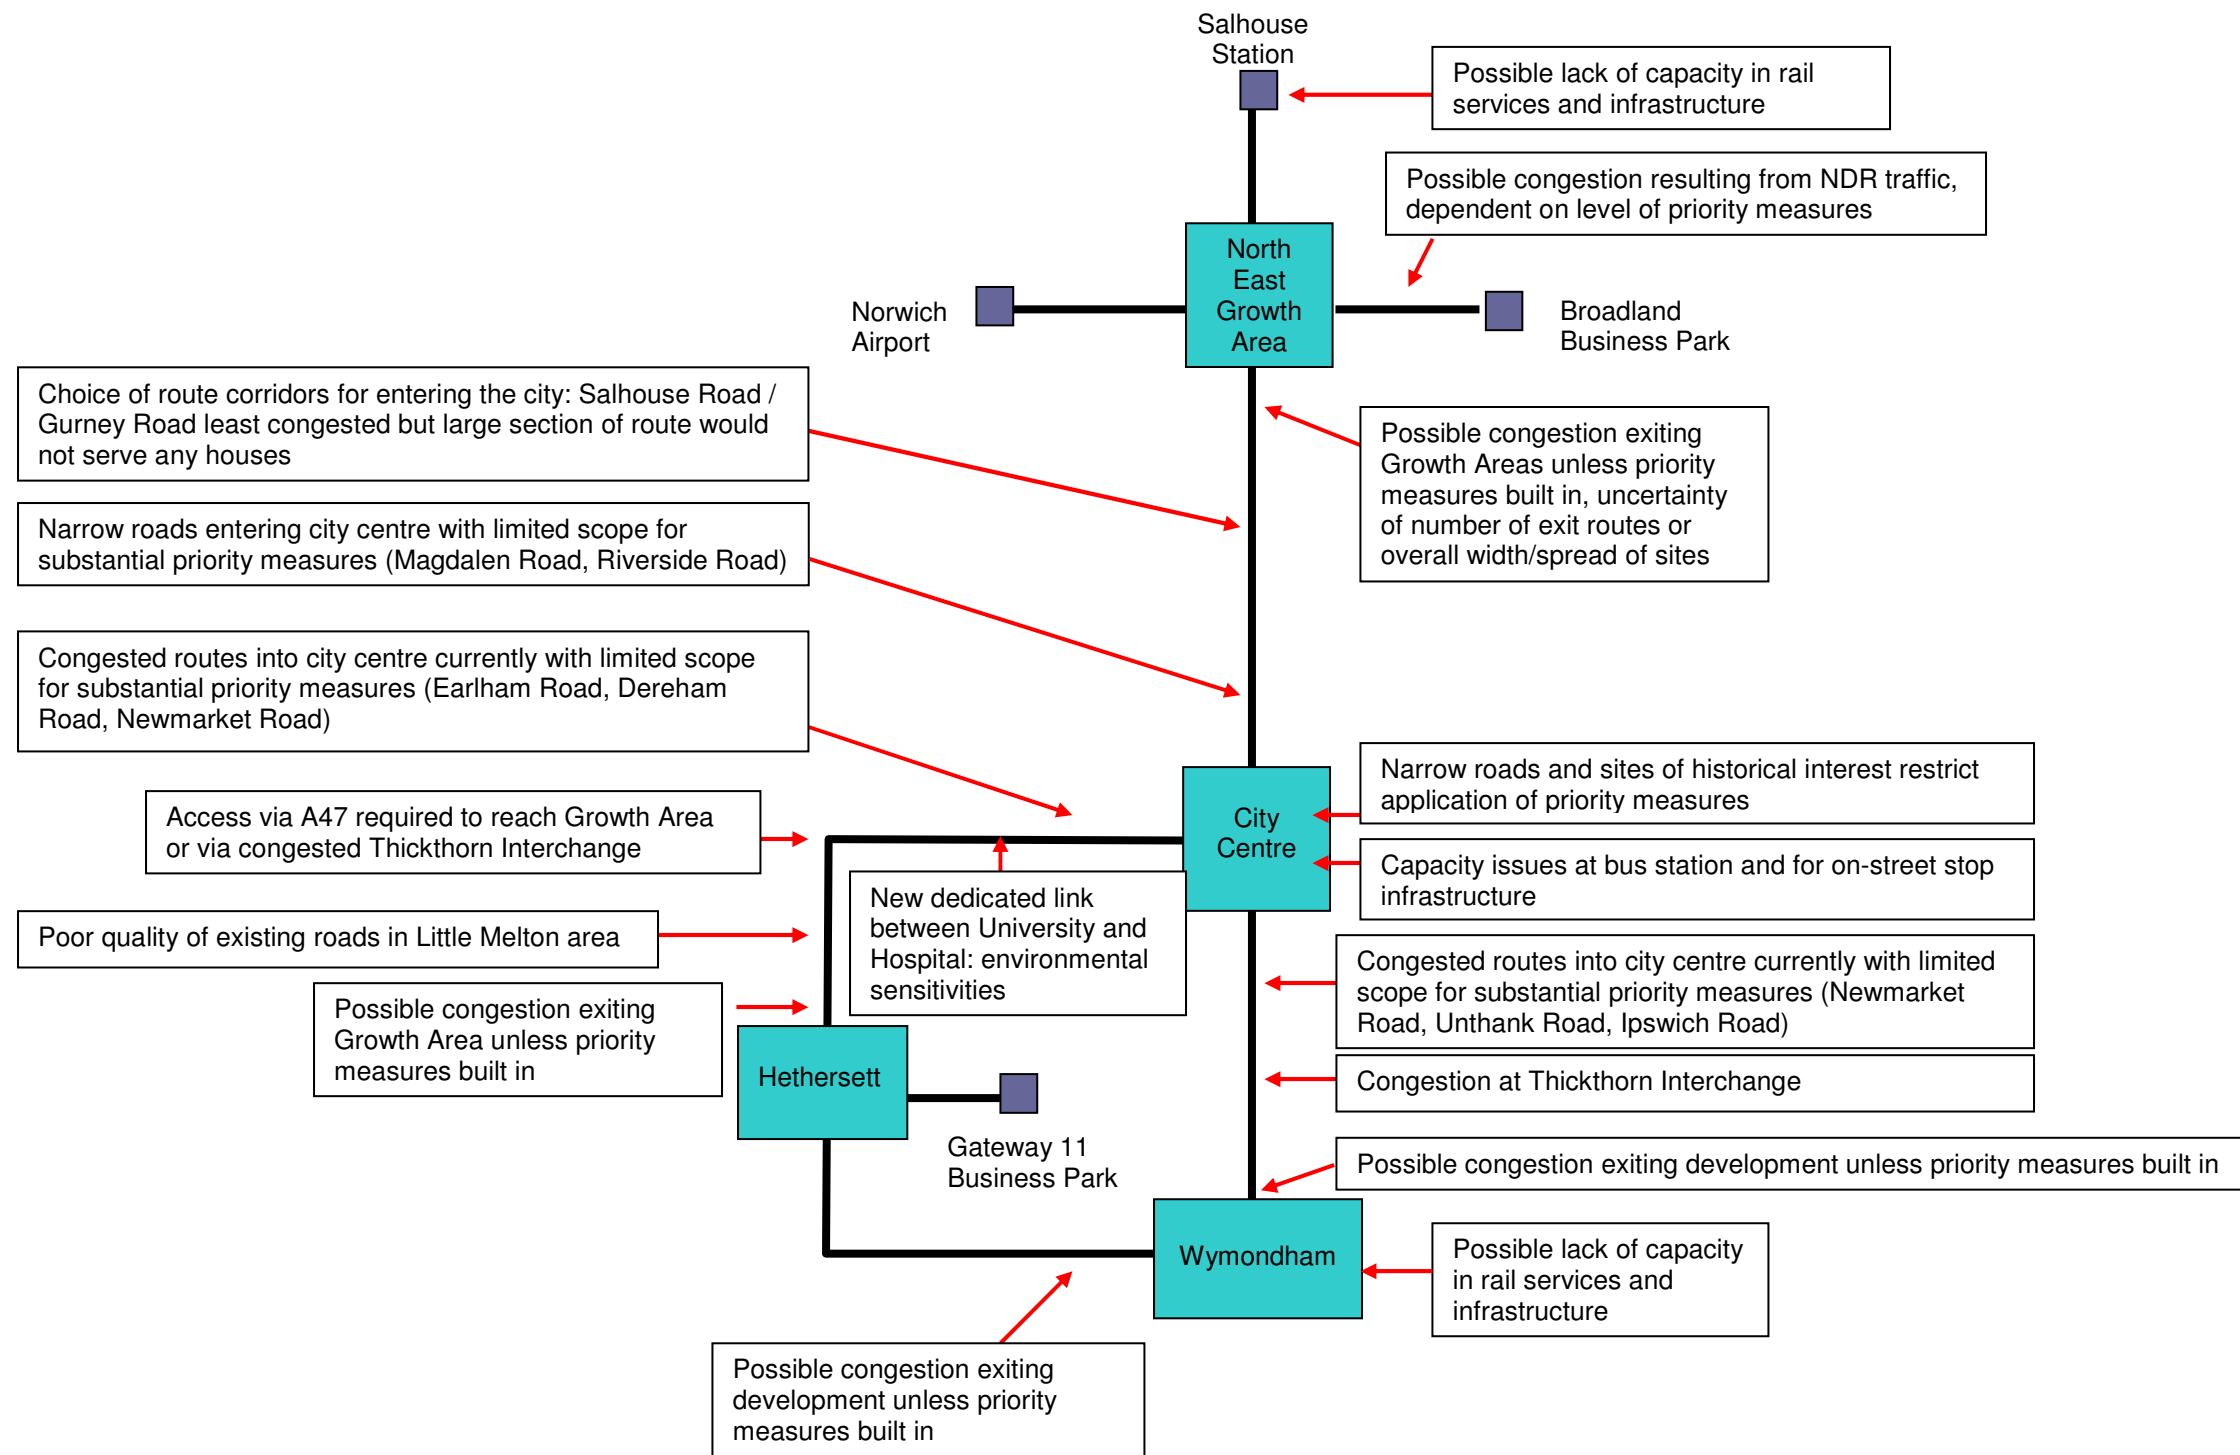 Salhouse
Station
Possible lack of capacity in rail
services and infrastructure
Possible congestion resulting from NDR traffic,
dependent on level of priority measures
North
East
Growth
Area
Norwich
Airport
Broadland
Business Park
Choice of route corridors for entering the city: Salhouse Road /
Gurney Road least congested but large section of route would
not serve any houses
Possible congestion exiting
Growth Areas unless priority
measures built in, uncertainty
of number of exit routes or
overall width/spread of sites
Narrow roads entering city centre with limited scope for
substantial priority measures (Magdalen Road, Riverside Road)
Congested routes into city centre currently with limited scope
for substantial priority measures (Earlham Road, Dereham
Road, Newmarket Road)
Narrow roads and sites of historical interest restrict
application of priority measures
City
Centre
Access via A47 required to reach Growth Area
or via congested Thickthorn Interchange
Capacity issues at bus station and for on-street stop
infrastructure
New dedicated link
between University and
Hospital: environmental
sensitivities
Poor quality of existing roads in Little Melton area
Congested routes into city centre currently with limited
scope for substantial priority measures (Newmarket
Road, Unthank Road, Ipswich Road)
Possible congestion exiting
Growth Area unless priority
measures built in
Hethersett
Congestion at Thickthorn Interchange
Gateway 11
Business Park
Possible congestion exiting development unless priority measures built in
Wymondham
Possible lack of capacity
in rail services and
infrastructure
Possible congestion exiting
development unless priority
measures built in